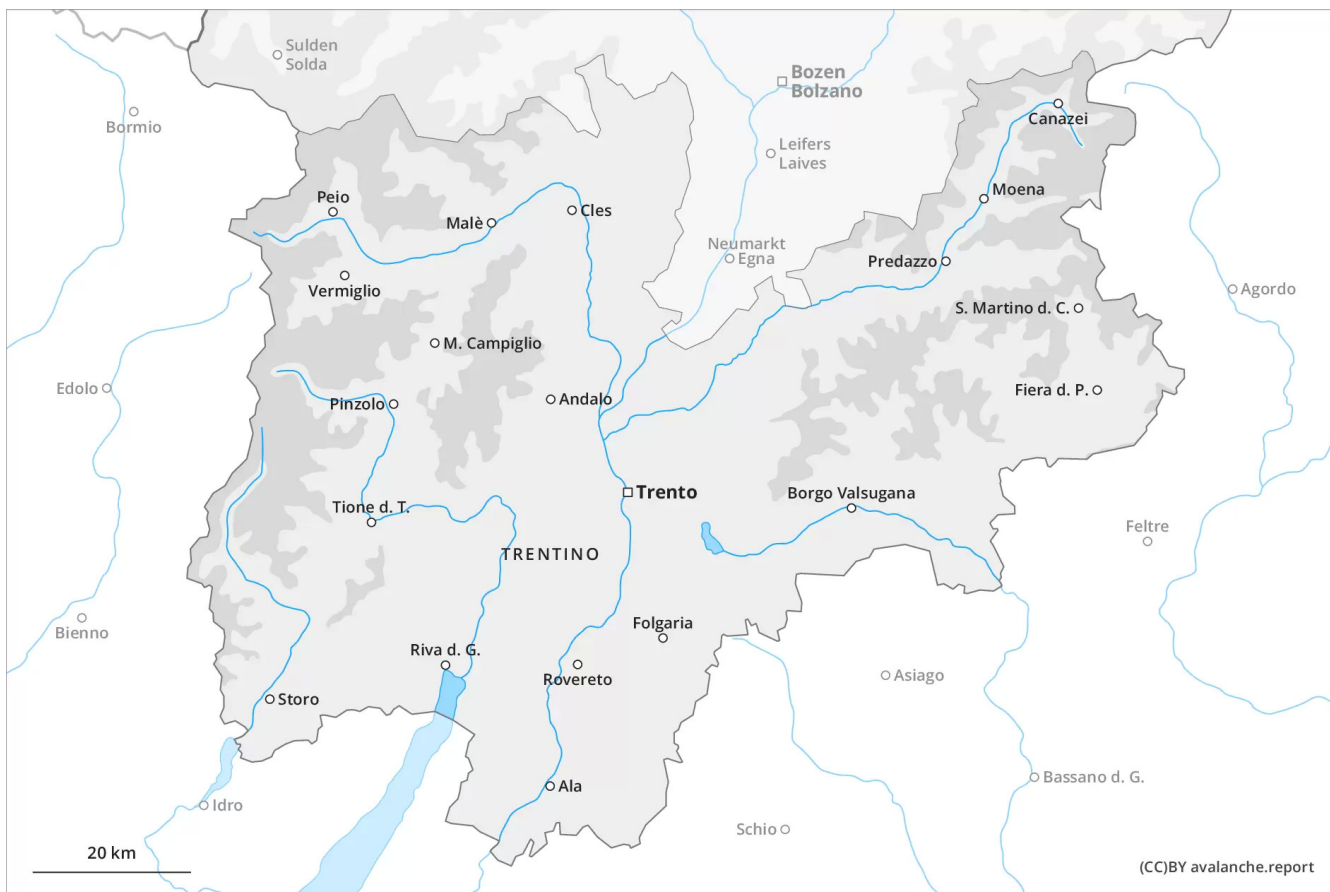 Sulden
Solda
Bozen
Bolzano
Bormio
Canazei
Leifers
Laives
Peio
Moena
Malè
Cles
Neumarkt
Egna
Predazzo
Vermiglio
Agordo
S. Martino d. C.
M. Campiglio
Edolo
Fiera d. P.
Pinzolo
Andalo
Trento
Borgo Valsugana
Tione d. T.
Feltre
TRENTINO
Bienno
Folgaria
Riva d. G.
Asiago
Rovereto
Storo
Bassano d. G.
Ala
Idro
Schio
20 km
(CC)BY avalanche.report